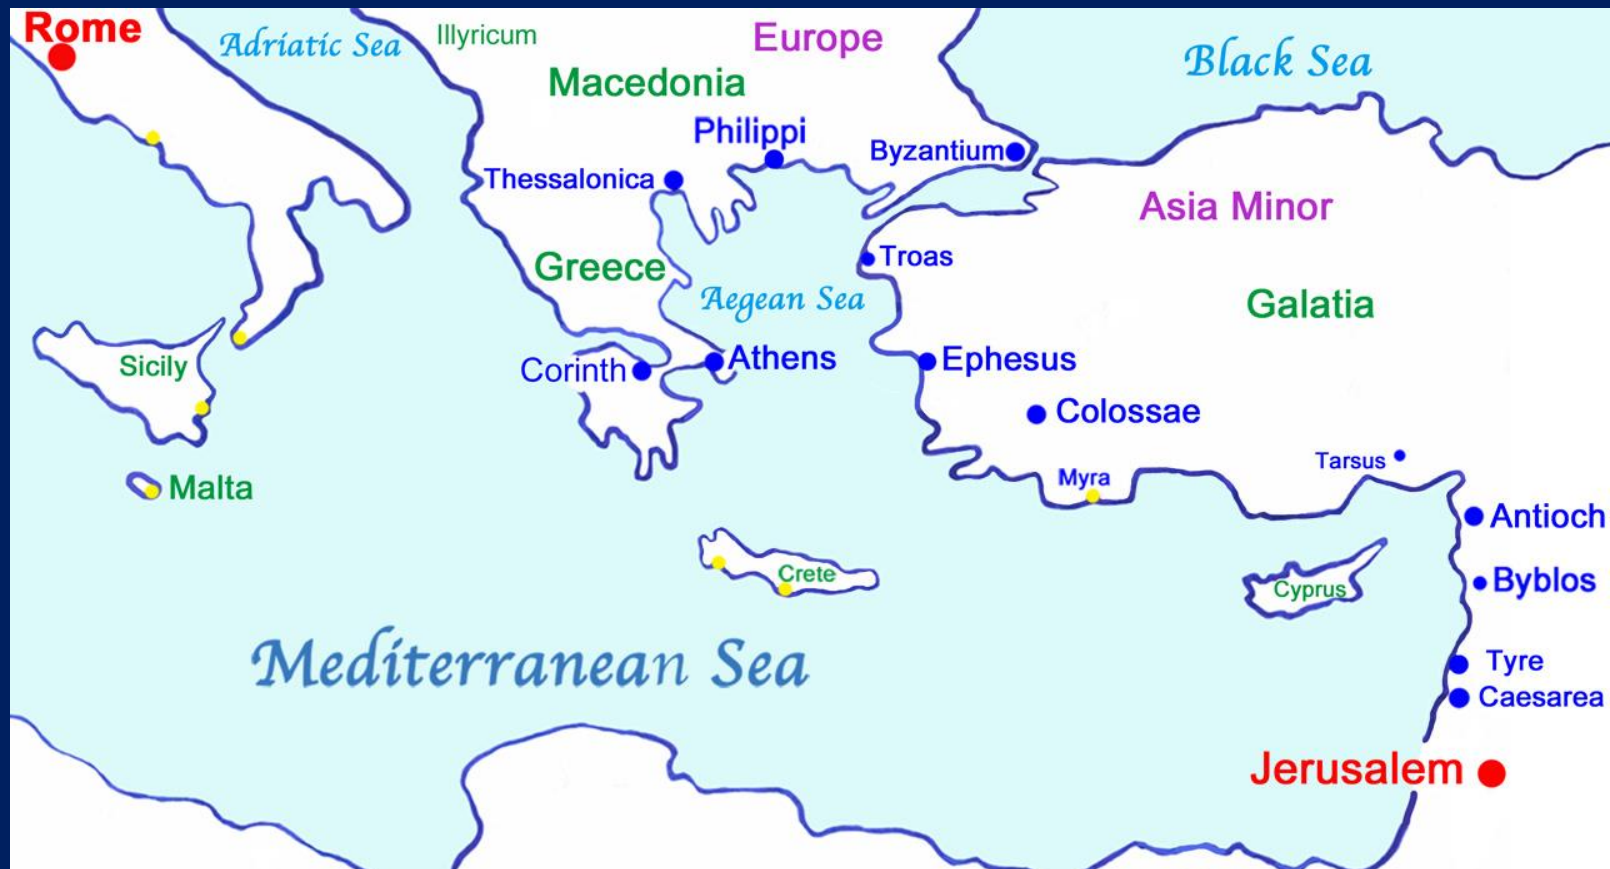 Rome
Adriatic Sea
Illyricum
Europe
Black Sea
Macedonia
Philippi
Byzantium
Thessalonica
Asia Minor
Troas
Greece
Aegean Sea
Galatia
Sicily
Corinth
Athens
Ephesus
Colossae
Tarsus
Myra
Malta
Antioch
Crete
Cyprus
Byblos
Mediterranean Sea
Tyre
Caesarea
Jerusalem